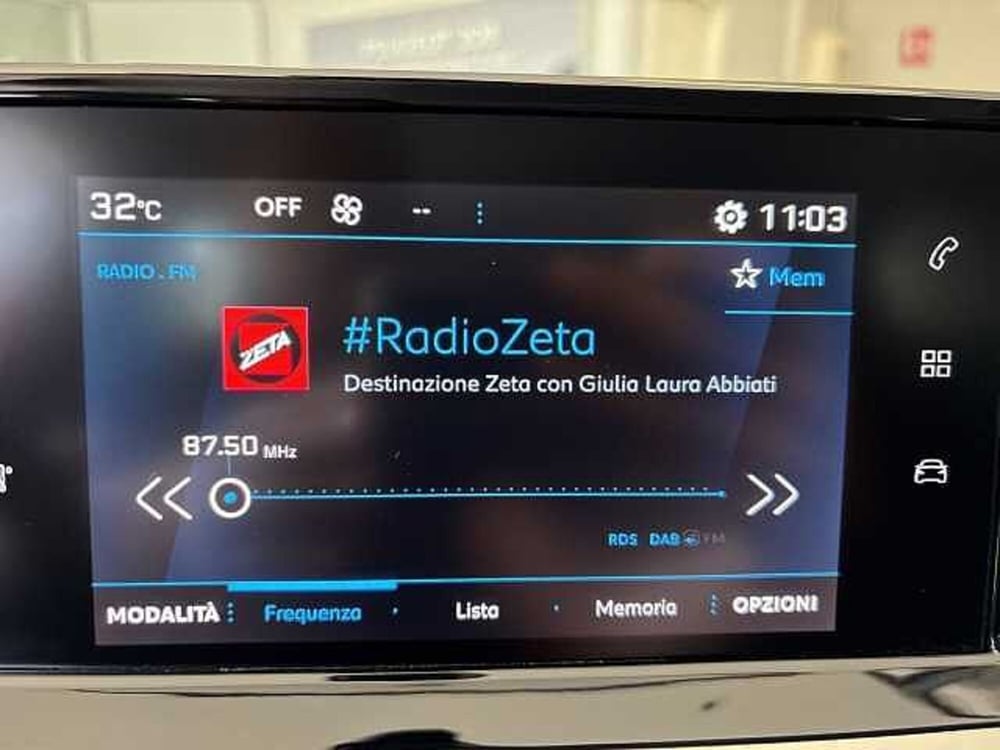 32°C OFF -- 11:03
RADIO . FM
Mem
ZETA
#RadioZeta
Destinazione Zeta con Giulia Laura Abbiati
87.50 MHz
RDS DAB FM
MODALITÀ Frequenza Lista Memoria OPZIONI